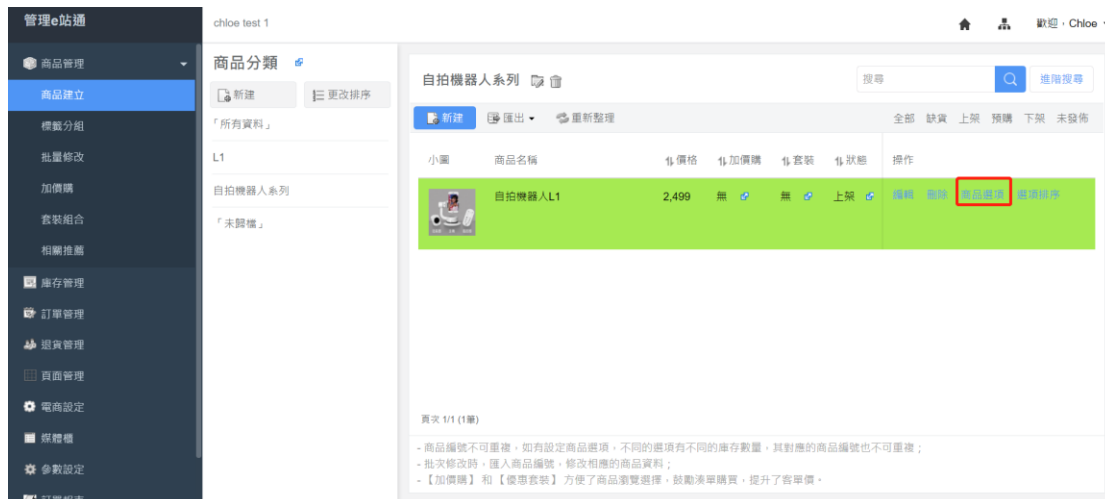 管理e站通
chloe test 1
歡迎，Chloe
商品管理
商品建立
標籤分組
批量修改
加價購
套裝組合
相關推薦
庫存管理
訂單管理
退貨管理
頁面管理
電商設定
媒體櫃
參數設定
訂單報表
商品分類
新建
更改排序
「所有資料」
L1
自拍機器人系列
「未歸檔」
自拍機器人系列
搜尋
進階搜尋
新建 匯出 重新整理
全部 缺貨 上架 預購 下架 未發佈
小圖 商品名稱 價格 加價購 套裝 狀態 操作
自拍機器人L1 2,499 無 無 上架 編輯 刪除 商品選項 選項排序
頁次 1/1 (1筆)
- 商品編號不可重複，如有設定商品選項，不同的選項有不同的庫存數量，其對應的商品編號也不可重複；
- 批次修改時，匯入商品編號，修改相應的商品資料；
- 【加價購】和【優惠套裝】方便了商品瀏覽選擇，鼓勵湊單購買，提升了客單價。